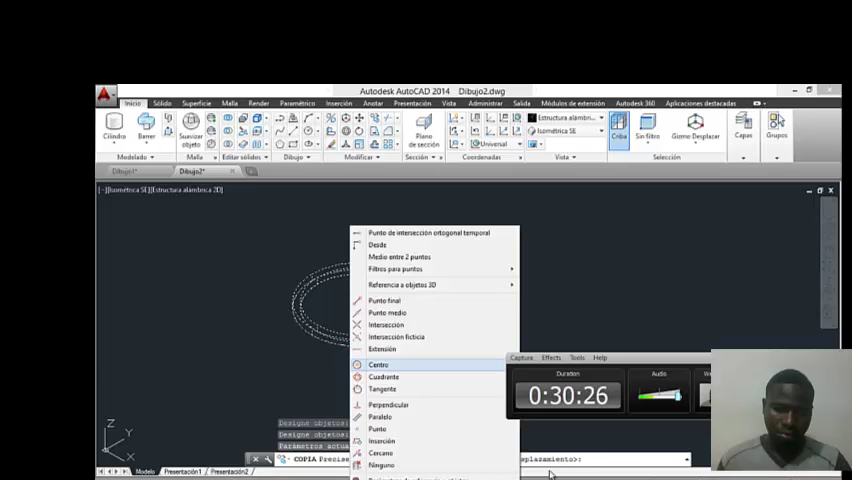 Autodesk AutoCAD 2014 Dibujo2.dwg
Inicio Sólido Superficie Malla Render Paramétrico Inserción Anotar Presentación Vista Administrar Salida Módulos de extensión Autodesk 360 Aplicaciones destacadas
Cilindro Barrer Suavizar objeto Plano de sección Estructura alámbri... Isométrica SE Universal Criba Sin filtro Gizmo Desplazar Capas Grupos
Modelado Malla Editar sólidos Dibujo Modificar Sección Coordenadas Vista Selección
Dibujo1* Dibujo2*
[−][Isométrica SE][Estructura alámbrica 2D]
Punto de intersección ortogonal temporal
Desde
Medio entre 2 puntos
Filtros para puntos
Referencia a objetos 3D
Punto final
Punto medio
Intersección
Intersección ficticia
Extensión
Centro
Cuadrante
Tangente
Perpendicular
Paralelo
Punto
Inserción
Cercano
Ninguno
Capture Effects Tools Help
Duration Audio
0:30:26
Z
Y
X
Designe objetos:
Designe objetos:
Parámetros actua
COPIA Precise splazamiento>:
Modelo Presentación1 Presentación2